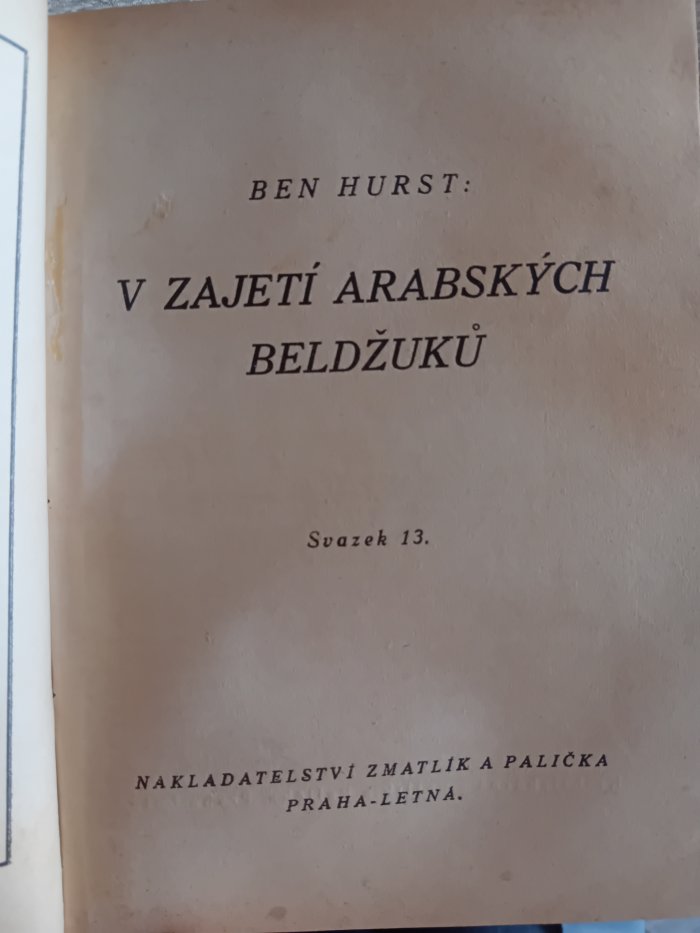 BEN HURST:
V ZAJETÍ ARABSKÝCH
BELDŽUKŮ
Svazek 13.
NAKLADATELSTVÍ ZMATLÍK A PALIČKA
PRAHA-LETNÁ.